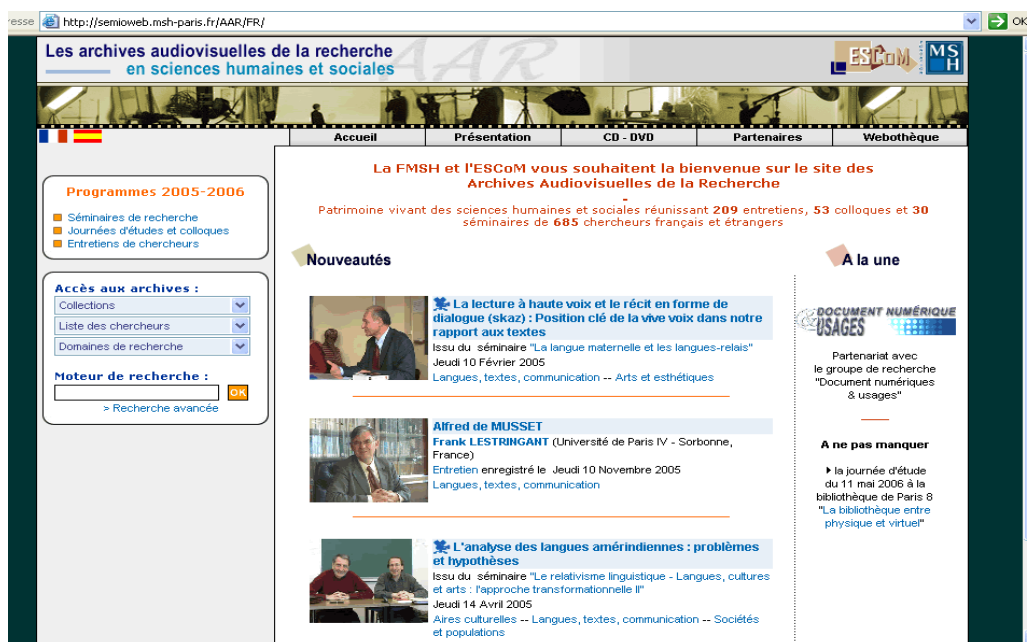 resse http://semioweb.msh-paris.fr/AAR/FR/ OK
Les archives audiovisuelles de la recherche
en sciences humaines et sociales
AAR
ESCoM MSH
Accueil Présentation CD - DVD Partenaires Webothèque
Programmes 2005-2006
Séminaires de recherche
Journées d'études et colloques
Entretiens de chercheurs
Accès aux archives :
Collections
Liste des chercheurs
Domaines de recherche
Moteur de recherche :
OK
> Recherche avancée
La FMSH et l'ESCoM vous souhaitent la bienvenue sur le site des
Archives Audiovisuelles de la Recherche
-
Patrimoine vivant des sciences humaines et sociales réunissant 209 entretiens, 53 colloques et 30
séminaires de 685 chercheurs français et étrangers
Nouveautés
La lecture à haute voix et le récit en forme de
dialogue (skaz) : Position clé de la vive voix dans notre
rapport aux textes
Issu du séminaire "La langue maternelle et les langues-relais"
Jeudi 10 Février 2005
Langues, textes, communication -- Arts et esthétiques
Alfred de MUSSET
Frank LESTRINGANT (Université de Paris IV - Sorbonne,
France)
Entretien enregistré le Jeudi 10 Novembre 2005
Langues, textes, communication
L'analyse des langues amérindiennes : problèmes
et hypothèses
Issu du séminaire "Le relativisme linguistique - Langues, cultures
et arts : l'approche transformationnelle II"
Jeudi 14 Avril 2005
Aires culturelles -- Langues, textes, communication -- Sociétés
et populations
A la une
DOCUMENT NUMÉRIQUE
& USAGES
Partenariat avec
le groupe de recherche
"Document numériques
& usages"
A ne pas manquer
la journée d'étude
du 11 mai 2006 à la
bibliothèque de Paris 8
"La bibliothèque entre
physique et virtuel"